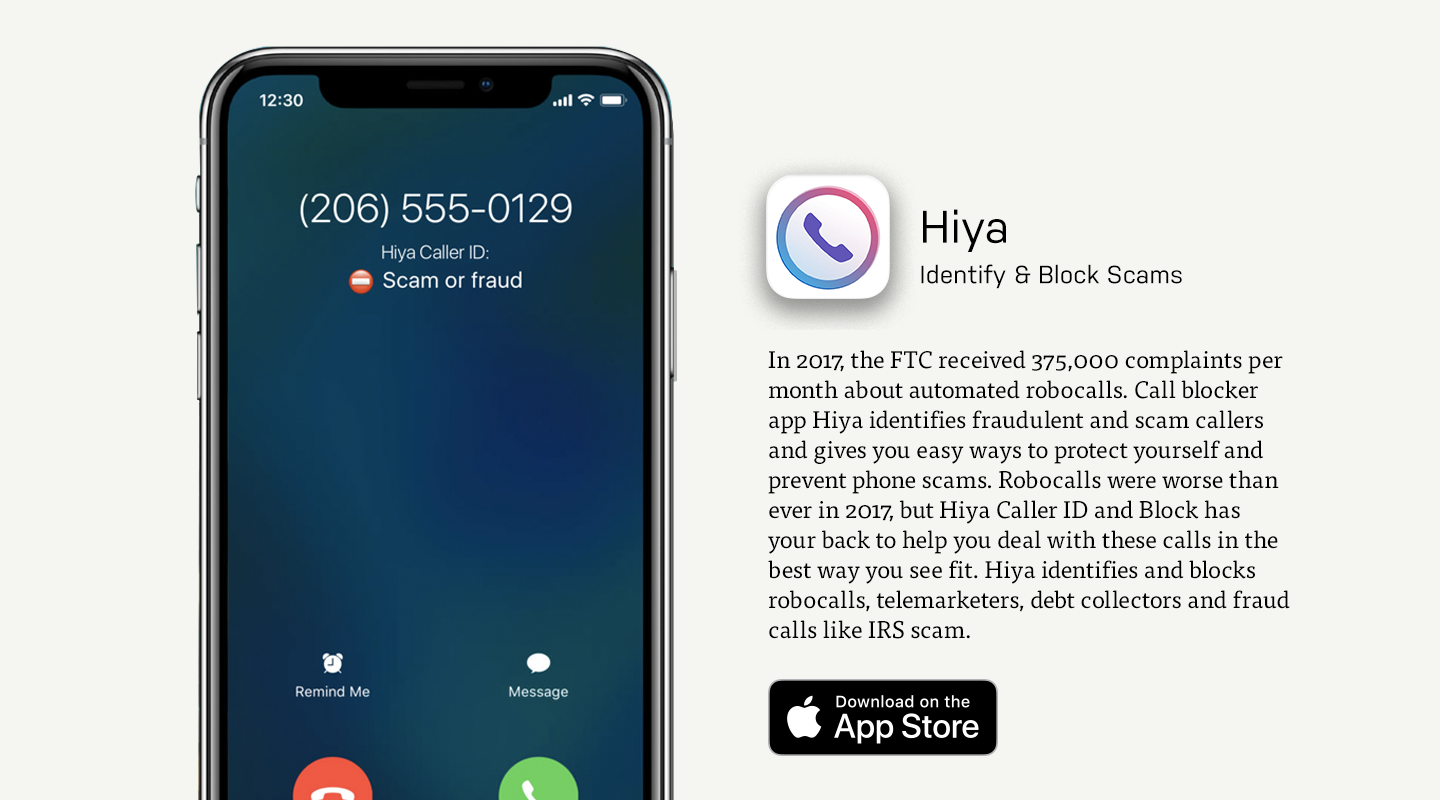 12:30
(206) 555-0129
Hiya Caller ID:
Scam or fraud
Remind Me
Message
Hiya
Identify & Block Scams
In 2017, the FTC received 375,000 complaints per
month about automated robocalls. Call blocker
app Hiya identifies fraudulent and scam callers
and gives you easy ways to protect yourself and
prevent phone scams. Robocalls were worse than
ever in 2017, but Hiya Caller ID and Block has
your back to help you deal with these calls in the
best way you see fit. Hiya identifies and blocks
robocalls, telemarketers, debt collectors and fraud
calls like IRS scam.
Download on the
App Store